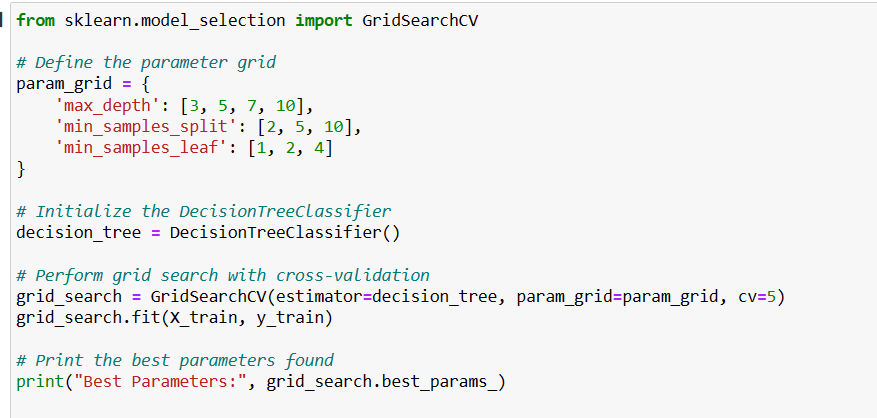 from sklearn.model_selection import GridSearchCV
# Define the parameter grid
param_grid = {
    'max_depth': [3, 5, 7, 10],
    'min_samples_split': [2, 5, 10],
    'min_samples_leaf': [1, 2, 4]
}
# Initialize the DecisionTreeClassifier
decision_tree = DecisionTreeClassifier()
# Perform grid search with cross-validation
grid_search = GridSearchCV(estimator=decision_tree, param_grid=param_grid, cv=5)
grid_search.fit(X_train, y_train)
# Print the best parameters found
print("Best Parameters:", grid_search.best_params_)